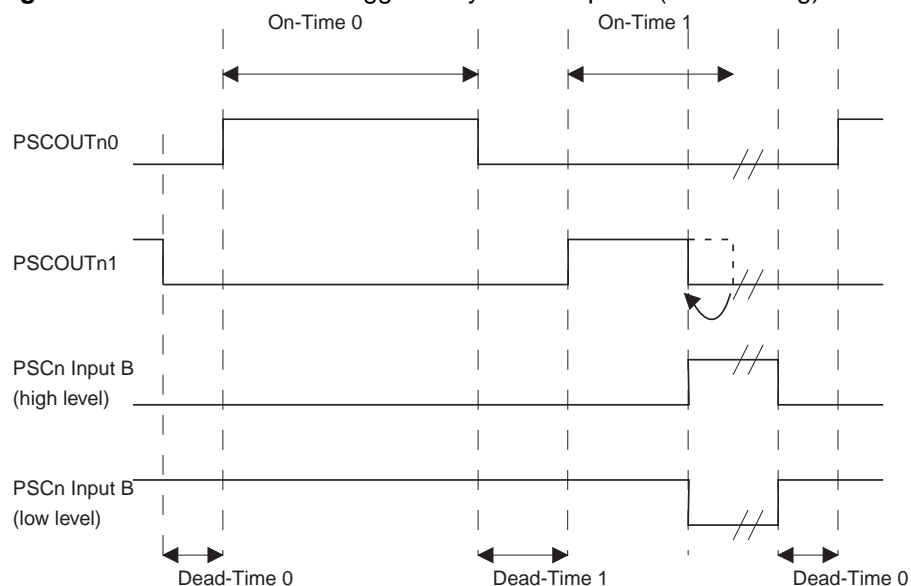 On-Time 0
On-Time 1
PSCOUTn0
PSCOUTn1
PSCn Input B
(high level)
PSCn Input B
(low level)
Dead-Time 0
Dead-Time 1
Dead-Time 0